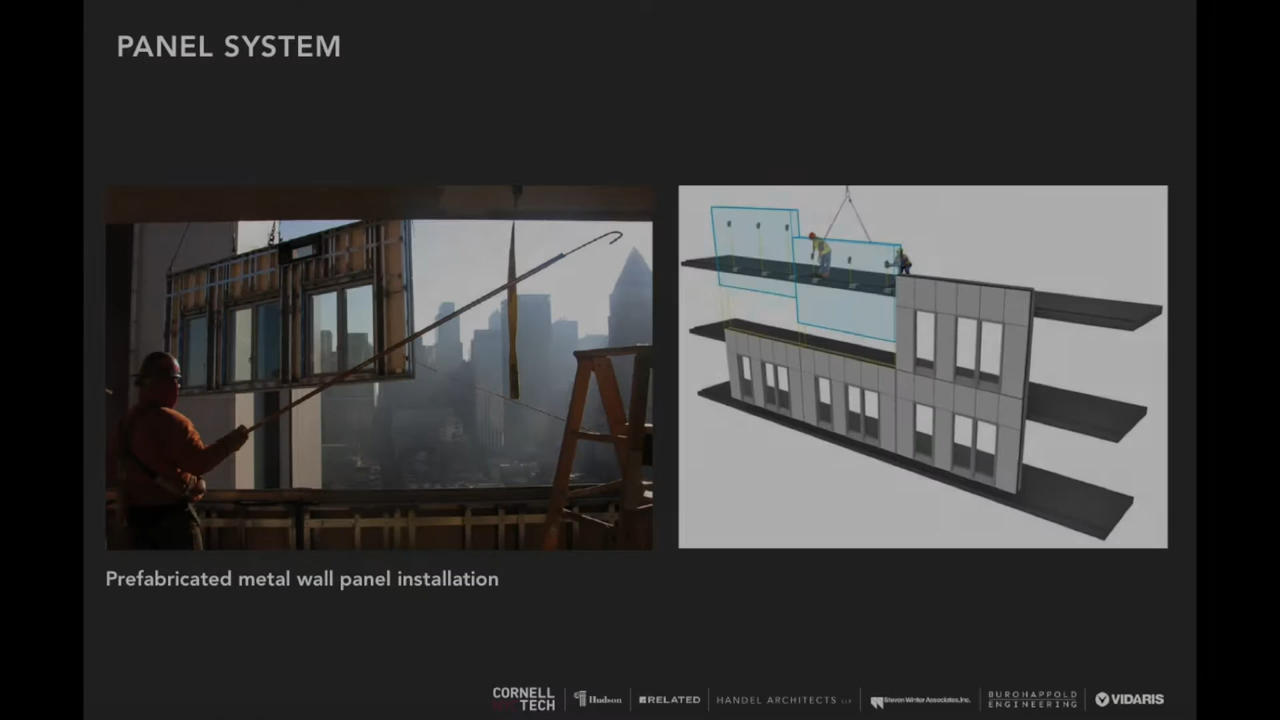 PANEL SYSTEM
Prefabricated metal wall panel installation
CORNELL
TECH
Hudson
RELATED
HANDEL ARCHITECTS LLP
Steven Winter Associates, Inc.
BUROHAPPOLD
ENGINEERING
VIDARIS